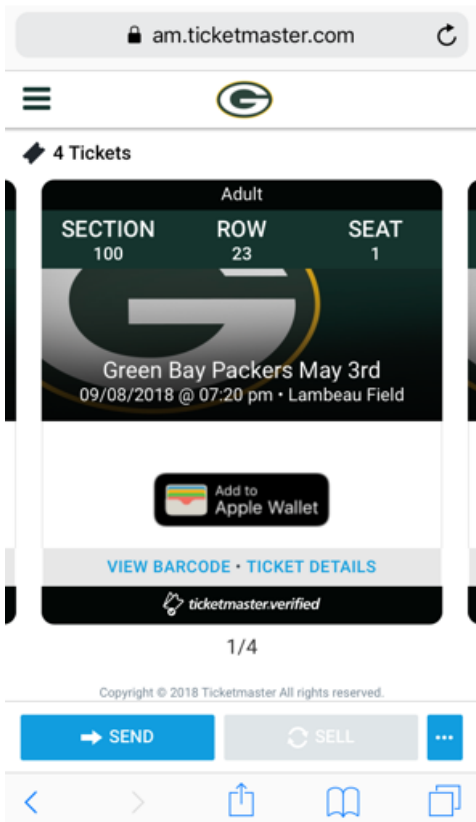 am.ticketmaster.com
G
4 Tickets
Adult
SECTION ROW SEAT
100 23 1
Green Bay Packers May 3rd
09/08/2018 @ 07:20 pm • Lambeau Field
Add to
Apple Wallet
VIEW BARCODE • TICKET DETAILS
ticketmaster.verified
1/4
Copyright © 2018 Ticketmaster All rights reserved.
SEND SELL ...